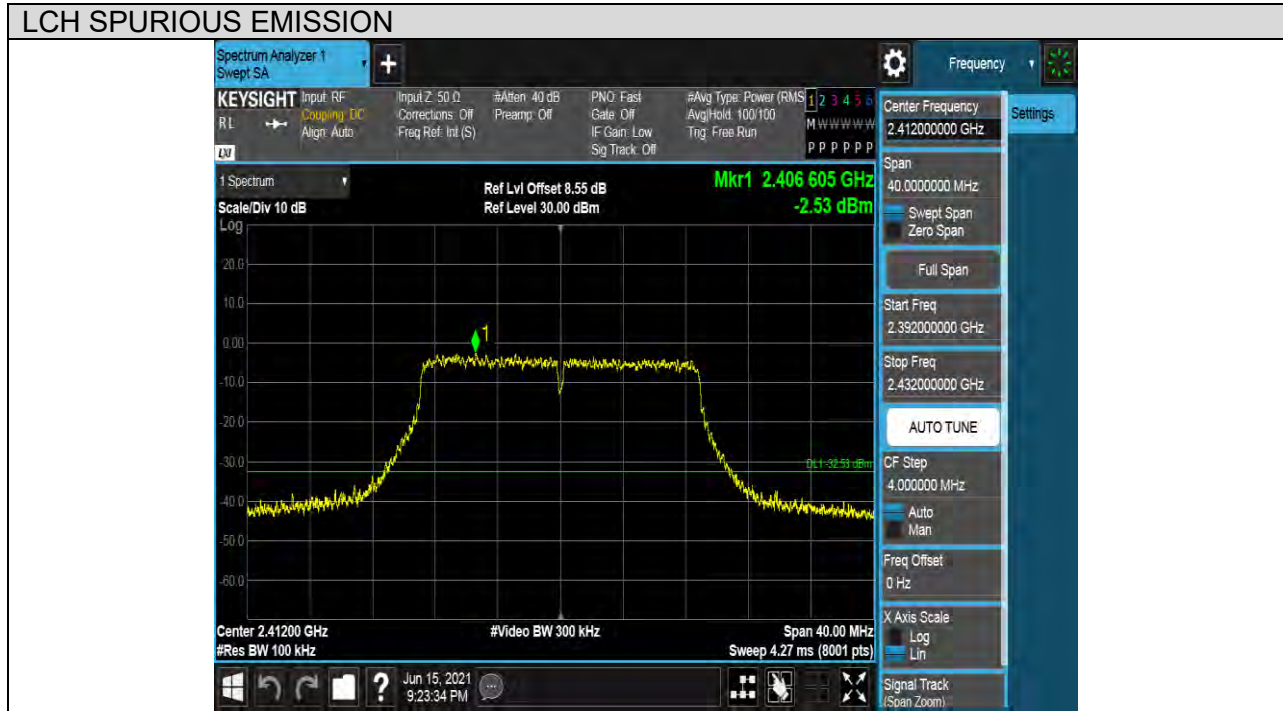 LCH SPURIOUS EMISSION
Spectrum Analyzer 1
Swept SA
+
Frequency
KEYSIGHT
RL
LXI
Input: RF
Coupling: DC
Align: Auto
Input Z: 50 Ω
Corrections: Off
Freq Ref: Int (S)
#Atten: 40 dB
Preamp: Off
PNO: Fast
Gate: Off
IF Gain: Low
Sig Track: Off
#Avg Type: Power (RMS
Avg|Hold: 100/100
Trig: Free Run
1 2 3 4 5 6
M W W W W W
P P P P P P
Settings
1 Spectrum
Scale/Div 10 dB
Log
Ref Lvl Offset 8.55 dB
Ref Level 30.00 dBm
Mkr1 2.406 605 GHz
-2.53 dBm
20.0
10.0
0.00
-10.0
-20.0
-30.0
-40.0
-50.0
-60.0
1
DL1 -32.53 dBm
Center 2.41200 GHz
#Res BW 100 kHz
#Video BW 300 kHz
Span 40.00 MHz
Sweep 4.27 ms (8001 pts)
Center Frequency
2.412000000 GHz
Span
40.0000000 MHz
Swept Span
Zero Span
Full Span
Start Freq
2.392000000 GHz
Stop Freq
2.432000000 GHz
AUTO TUNE
CF Step
4.000000 MHz
Auto
Man
Freq Offset
0 Hz
X Axis Scale
Log
Lin
Signal Track
(Span Zoom)
?
Jun 15, 2021
9:23:34 PM